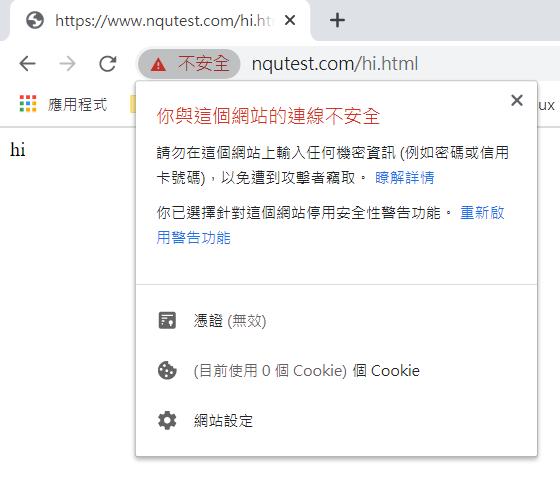 https://www.nqutest.com/hi.htm
不安全 nqutest.com/hi.html
應用程式
ux
hi
你與這個網站的連線不安全
請勿在這個網站上輸入任何機密資訊 (例如密碼或信用
卡號碼)，以免遭到攻擊者竊取。 瞭解詳情
你已選擇針對這個網站停用安全性警告功能。 重新啟
用警告功能
憑證 (無效)
(目前使用 0 個 Cookie) 個 Cookie
網站設定